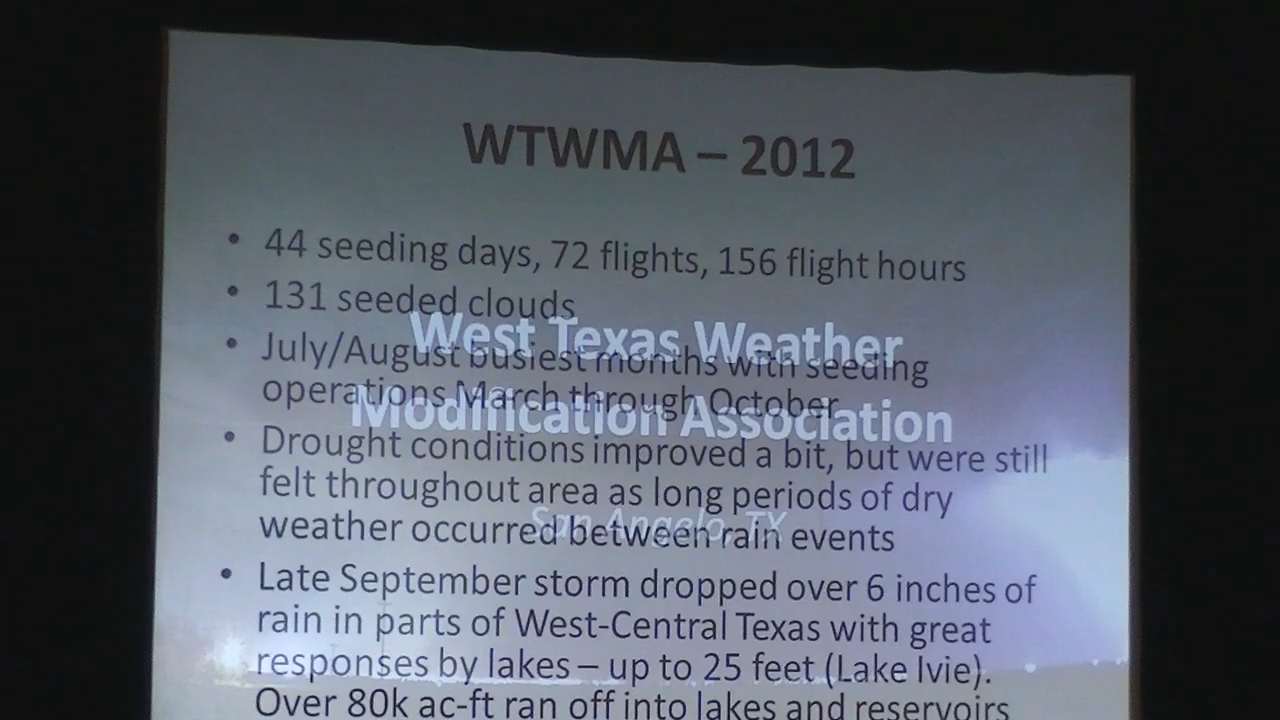 WTWMA – 2012
• 44 seeding days, 72 flights, 156 flight hours
• 131 seeded clouds
West Texas Weather
• July/August busiest months with seeding
operations March through October
Modification Association
• Drought conditions improved a bit, but were still
felt throughout area as long periods of dry
San Angelo, TX
weather occurred between rain events
• Late September storm dropped over 6 inches of
rain in parts of West-Central Texas with great
responses by lakes – up to 25 feet (Lake Ivie).
Over 80k ac-ft ran off into lakes and reservoirs